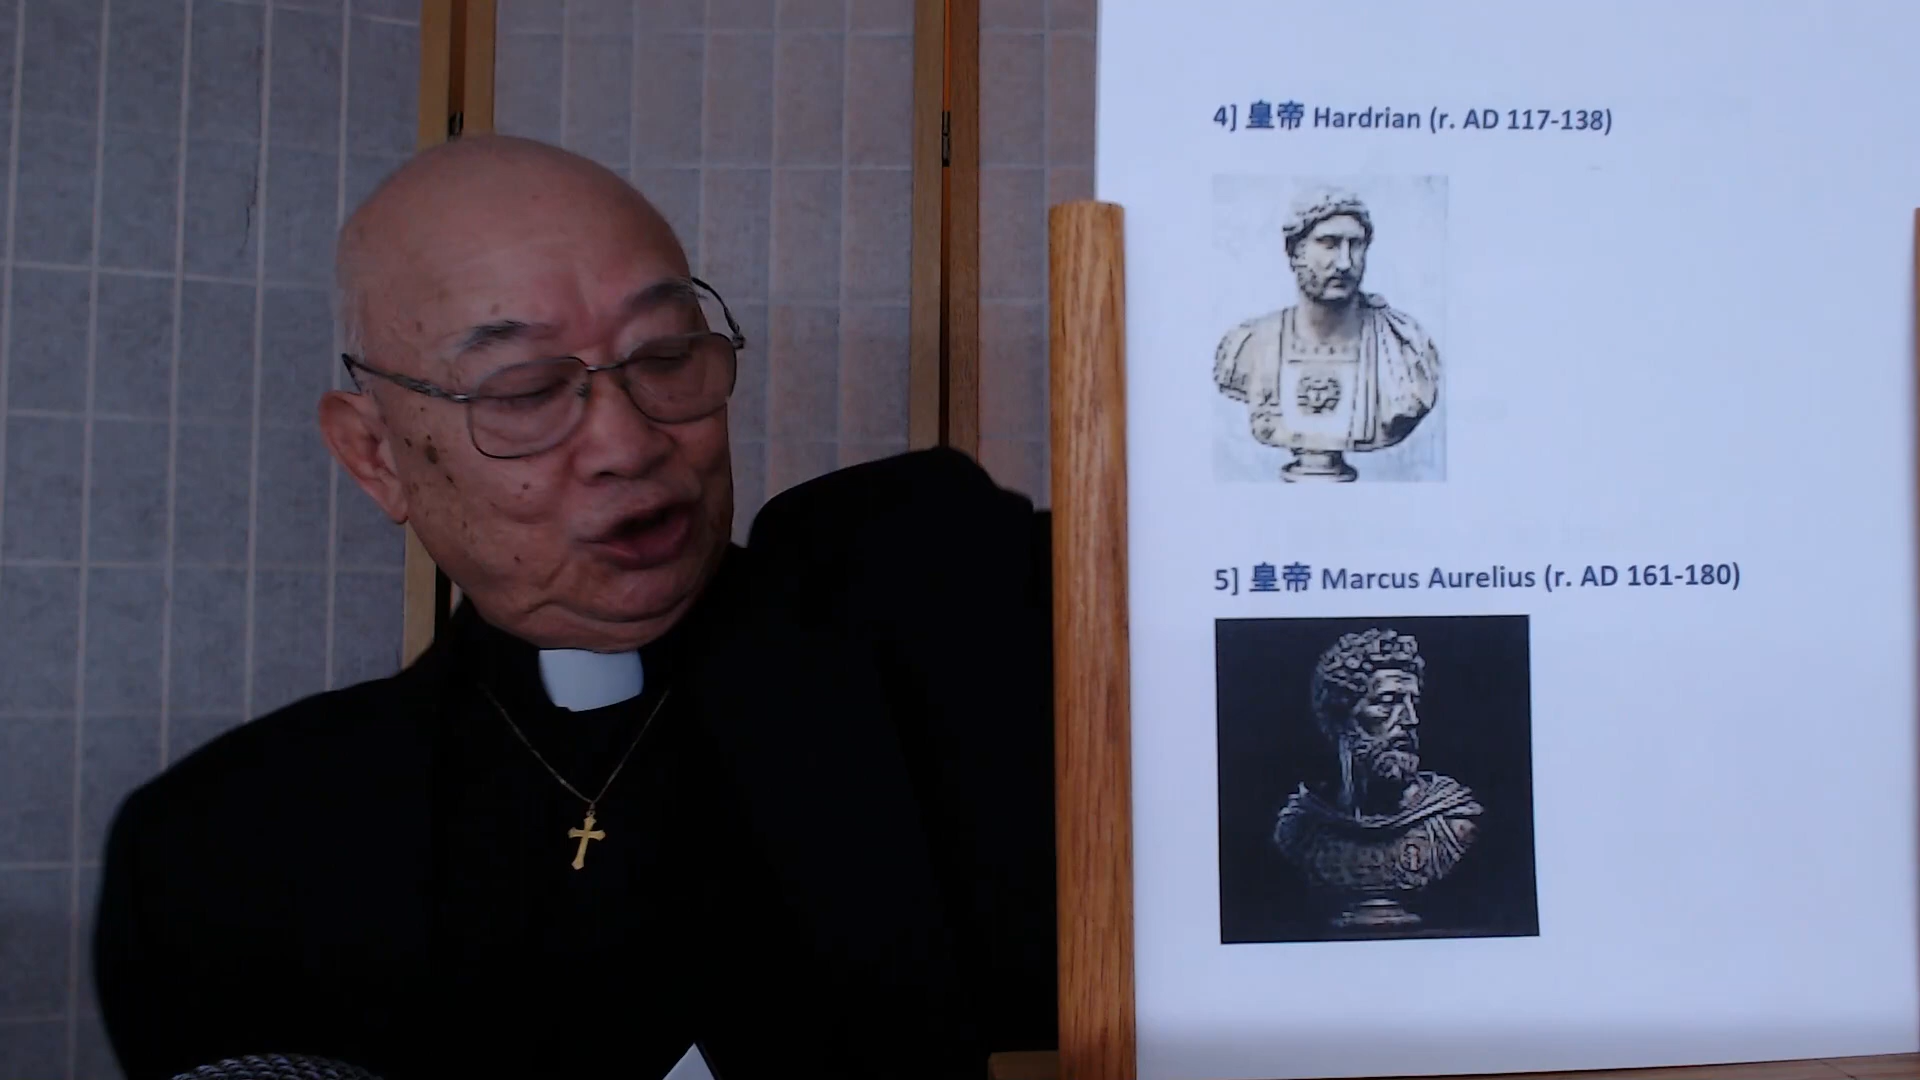 4] 皇帝 Hardrian (r. AD 117-138)
5] 皇帝 Marcus Aurelius (r. AD 161-180)